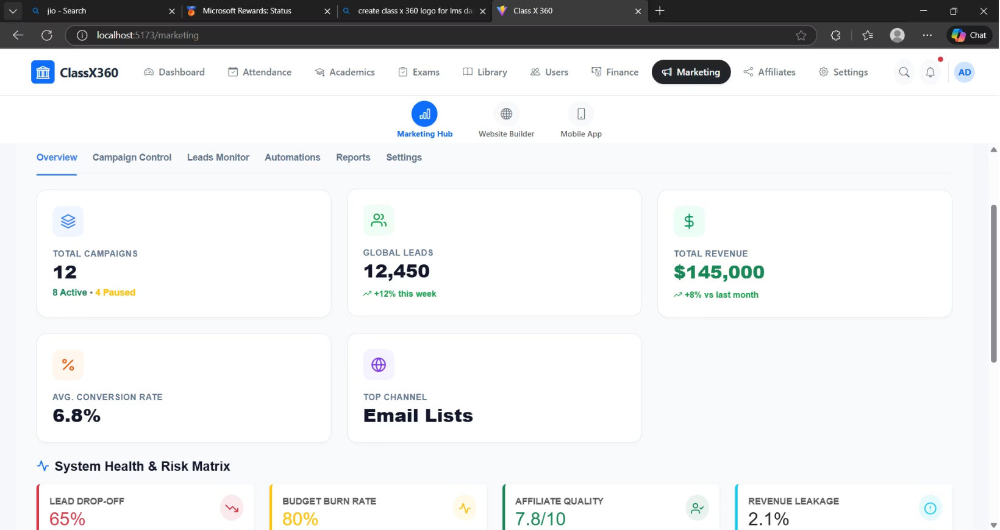 jio - Search
Microsoft Rewards: Status
create class x 360 logo for lms da
Class X 360
localhost:5173/marketing
Chat
ClassX360
Dashboard
Attendance
Academics
Exams
Library
Users
Finance
Marketing
Affiliates
Settings
AD
Marketing Hub
Website Builder
Mobile App
Overview
Campaign Control
Leads Monitor
Automations
Reports
Settings
TOTAL CAMPAIGNS
12
8 Active • 4 Paused
GLOBAL LEADS
12,450
+12% this week
TOTAL REVENUE
$145,000
+8% vs last month
AVG. CONVERSION RATE
6.8%
TOP CHANNEL
Email Lists
System Health & Risk Matrix
LEAD DROP-OFF
65%
BUDGET BURN RATE
80%
AFFILIATE QUALITY
7.8/10
REVENUE LEAKAGE
2.1%